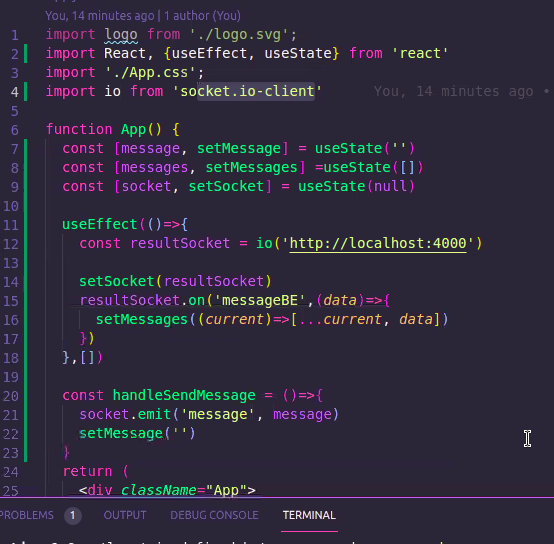 You, 14 minutes ago | 1 author (You)
1 import logo from './logo.svg';
2 import React, {useEffect, useState} from 'react'
3 import './App.css';
4 import io from 'socket.io-client' You, 14 minutes ago •
5
6 function App() {
7 const [message, setMessage] = useState('')
8 const [messages, setMessages] =useState([])
9 const [socket, setSocket] = useState(null)
10
11 useEffect(()=>{
12 const resultSocket = io('http://localhost:4000')
13
14 setSocket(resultSocket)
15 resultSocket.on('messageBE',(data)=>{
16 setMessages((current)=>[...current, data])
17 })
18 },[])
19
20 const handleSendMessage = ()=>{
21 socket.emit('message', message)
22 setMessage('')
23 }
24 return (
25 <div className="App">
PROBLEMS 1 OUTPUT DEBUG CONSOLE TERMINAL